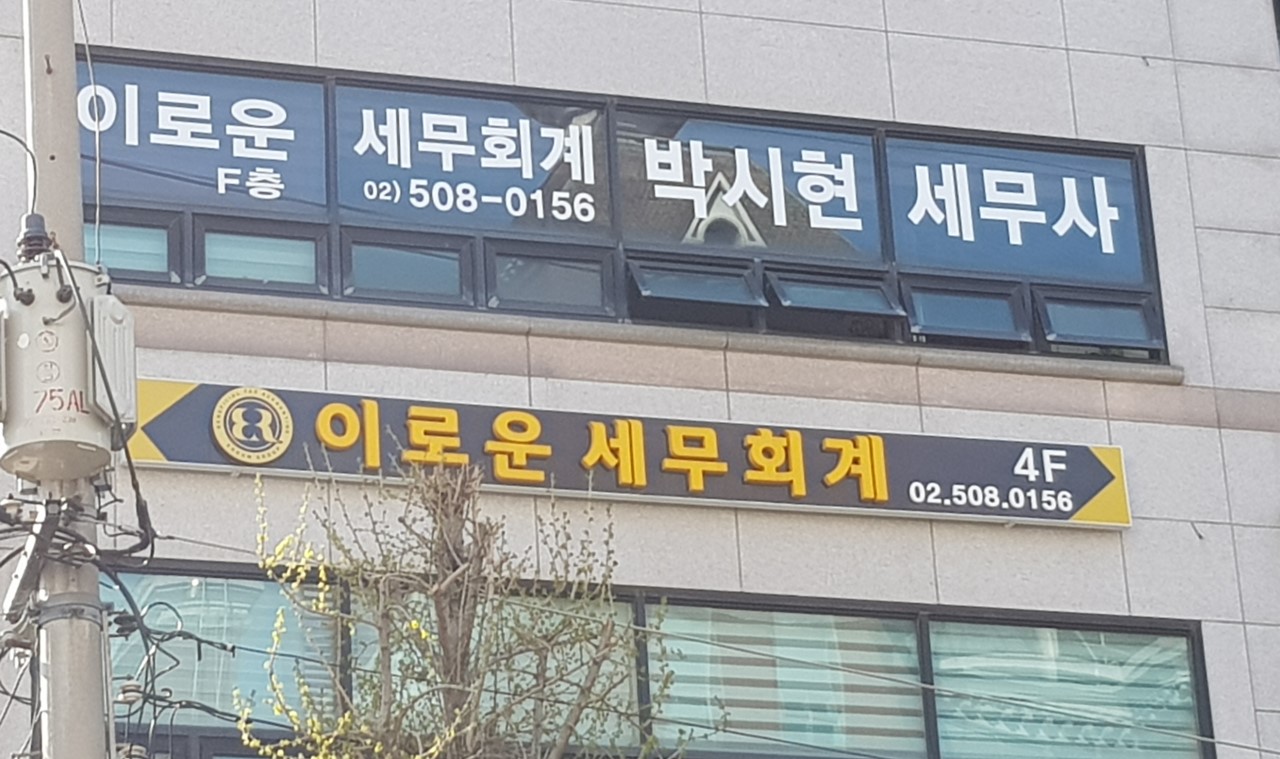 이로운 세무회계 박시현 세무사
F층 02)508-0156
이로운 세무회계 4F
02.508.0156
75AL